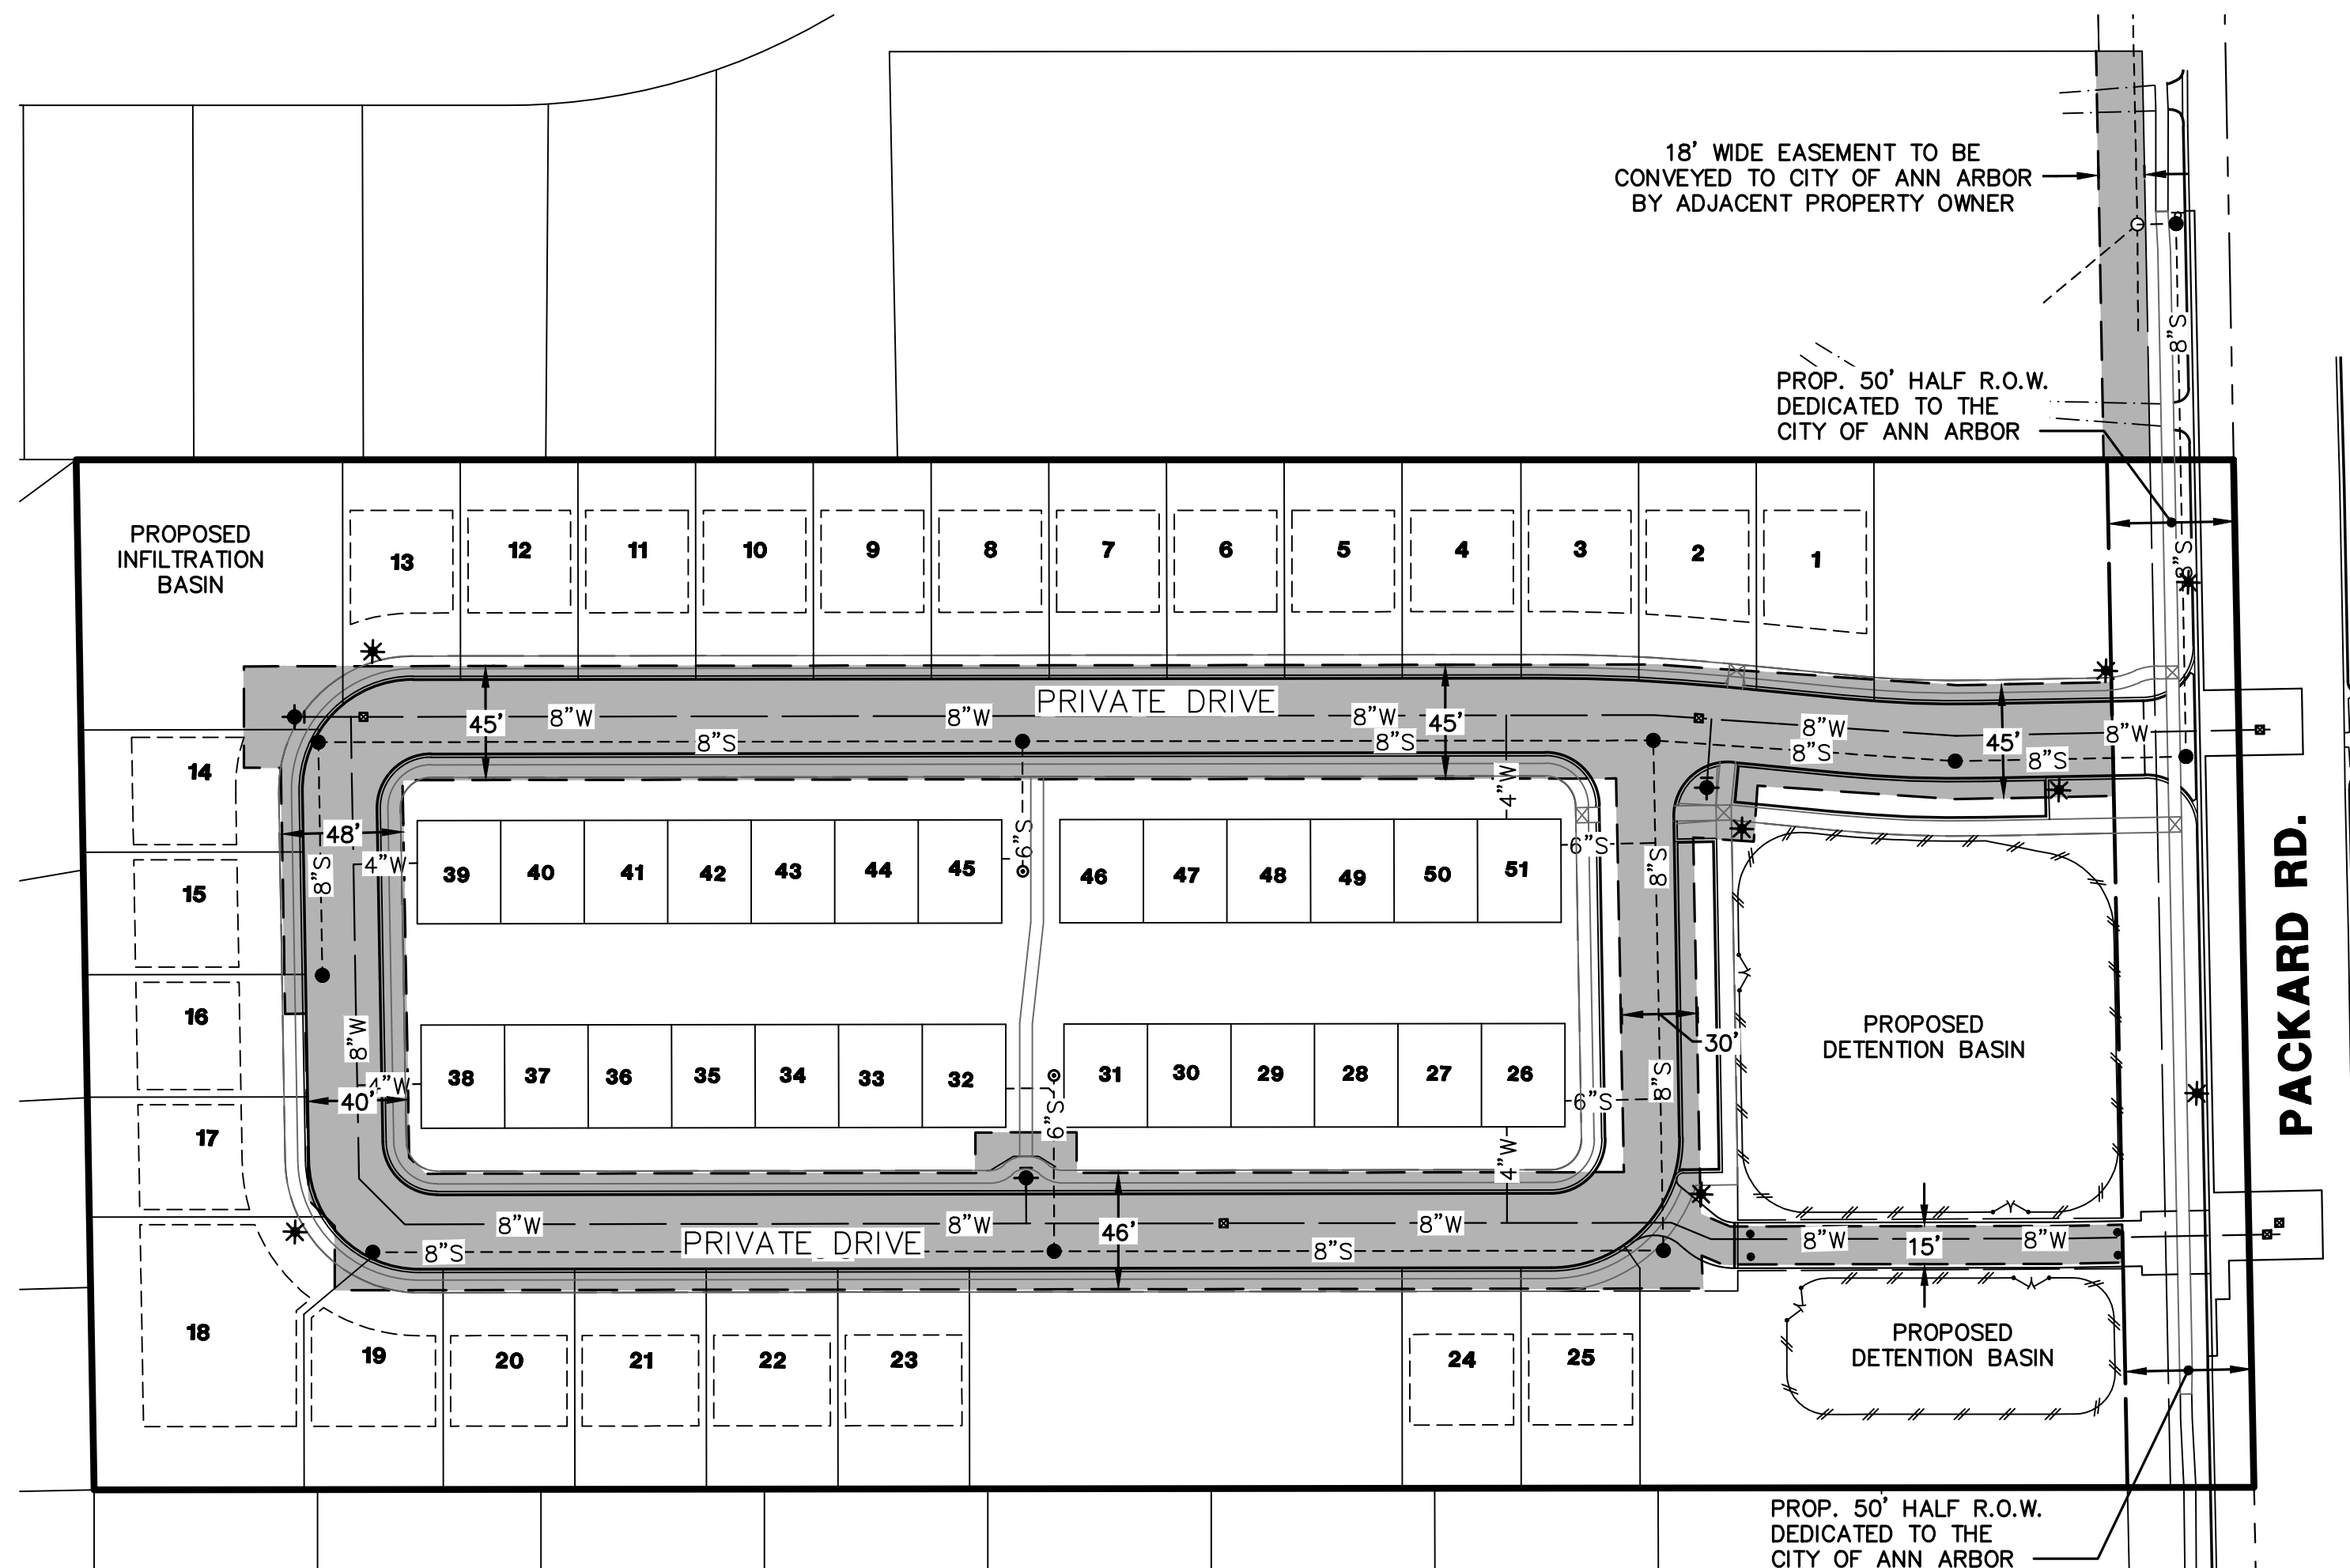 18' WIDE EASEMENT TO BE
CONVEYED TO CITY OF ANN ARBOR
BY ADJACENT PROPERTY OWNER
8"S
PROP. 50' HALF R.O.W.
DEDICATED TO THE
CITY OF ANN ARBOR
PROPOSED
INFILTRATION
BASIN
13
12
11
10
9
8
7
6
5
4
3
2
1
8"S
PRIVATE DRIVE
45'
8"W
8"W
8"W
45'
8"W
45'
8"W
8"S
8"S
8"S
8"S
14
4"W
48'
4"W
8"S
6"S
6"S
8"S
39
40
41
42
43
44
45
46
47
48
49
50
51
15
PACKARD RD.
16
8"W
PROPOSED
DETENTION BASIN
30'
38
37
36
35
34
33
32
31
30
29
28
27
26
4"W
40'
6"S
6"S
8"S
17
4"W
8"W
8"W
46'
8"W
PRIVATE DRIVE
8"S
8"S
8"W
15'
8"W
18
19
20
21
22
23
24
25
PROPOSED
DETENTION BASIN
PROP. 50' HALF R.O.W.
DEDICATED TO THE
CITY OF ANN ARBOR